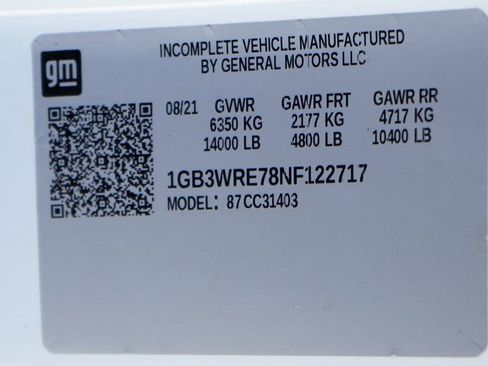 gm
INCOMPLETE VEHICLE MANUFACTURED
BY GENERAL MOTORS LLC
08/21 GVWR GAWR FRT GAWR RR
6350 KG 2177 KG 4717 KG
14000 LB 4800 LB 10400 LB
1GB3WRE78NF122717
MODEL: 87CC31403